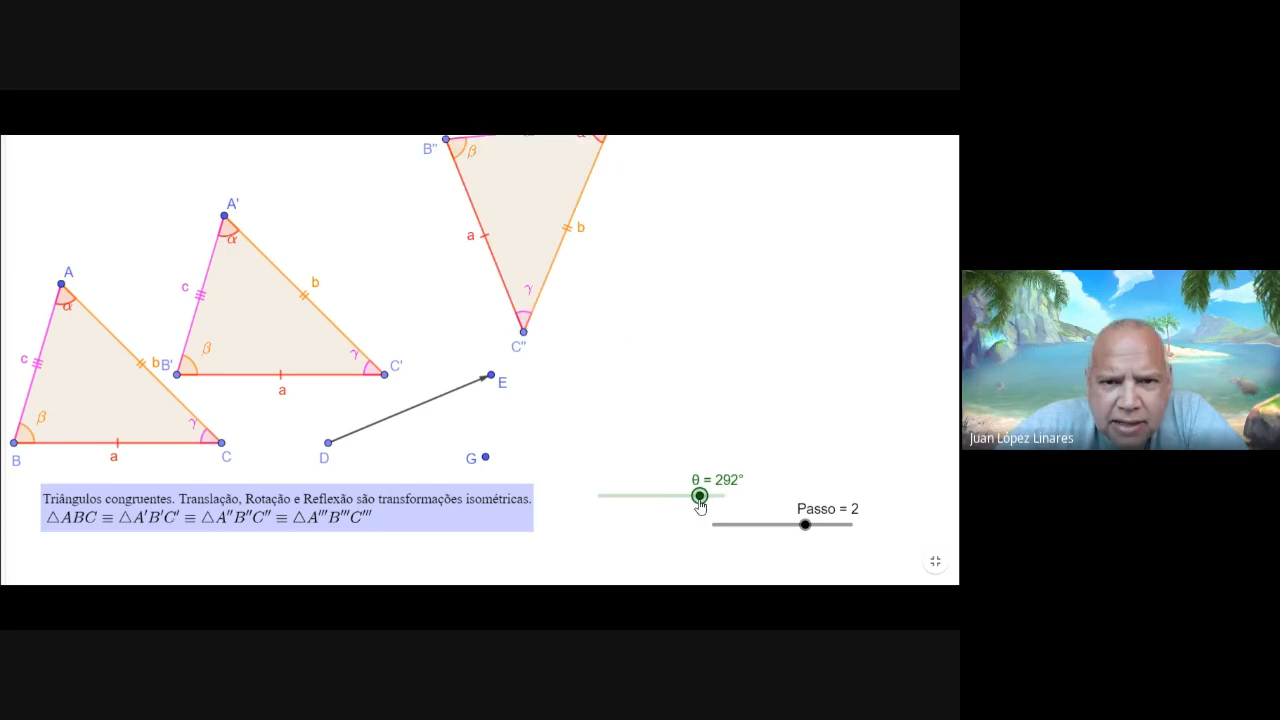 B"
β
α
A'
α
a
b
c
b
A
α
γ
c
b
B'
β
γ
C'
C"
a
E
β
γ
B
a
C
D
G
Juan López Linares
θ = 292°
Triângulos congruentes. Translação, Rotação e Reflexão são transformações isométricas.
△ABC ≡ △A′B′C′ ≡ △A″B″C″ ≡ △A‴B‴C‴
Passo = 2